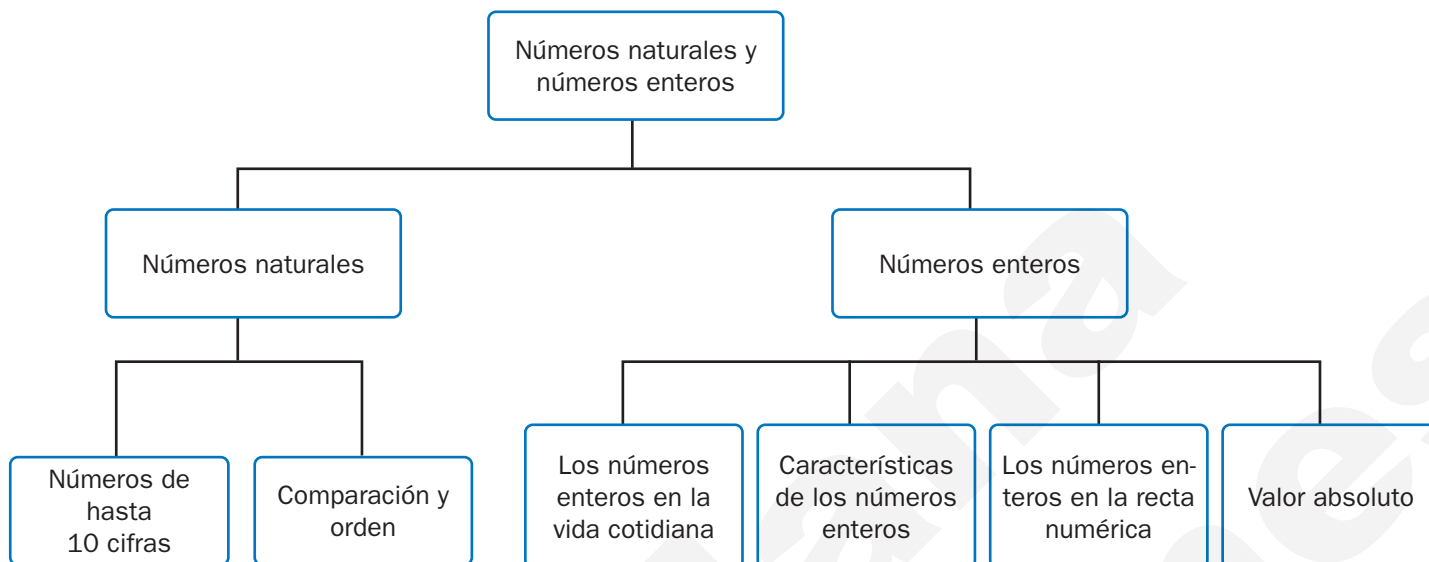 Números naturales y
números enteros
Números naturales
Números enteros
Números de
hasta
10 cifras
Comparación y
orden
Los números
enteros en la
vida cotidiana
Características
de los números
enteros
Los números en-
teros en la recta
numérica
Valor absoluto